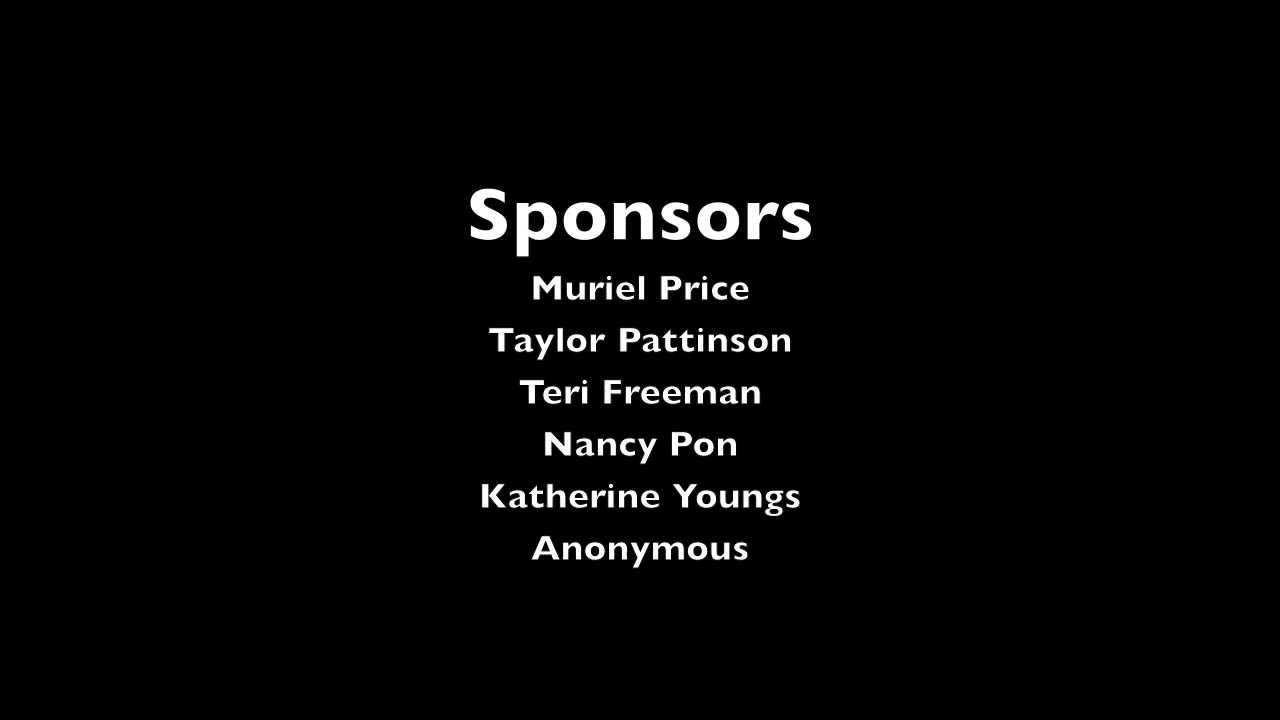 Sponsors
Muriel Price
Taylor Pattinson
Teri Freeman
Nancy Pon
Katherine Youngs
Anonymous